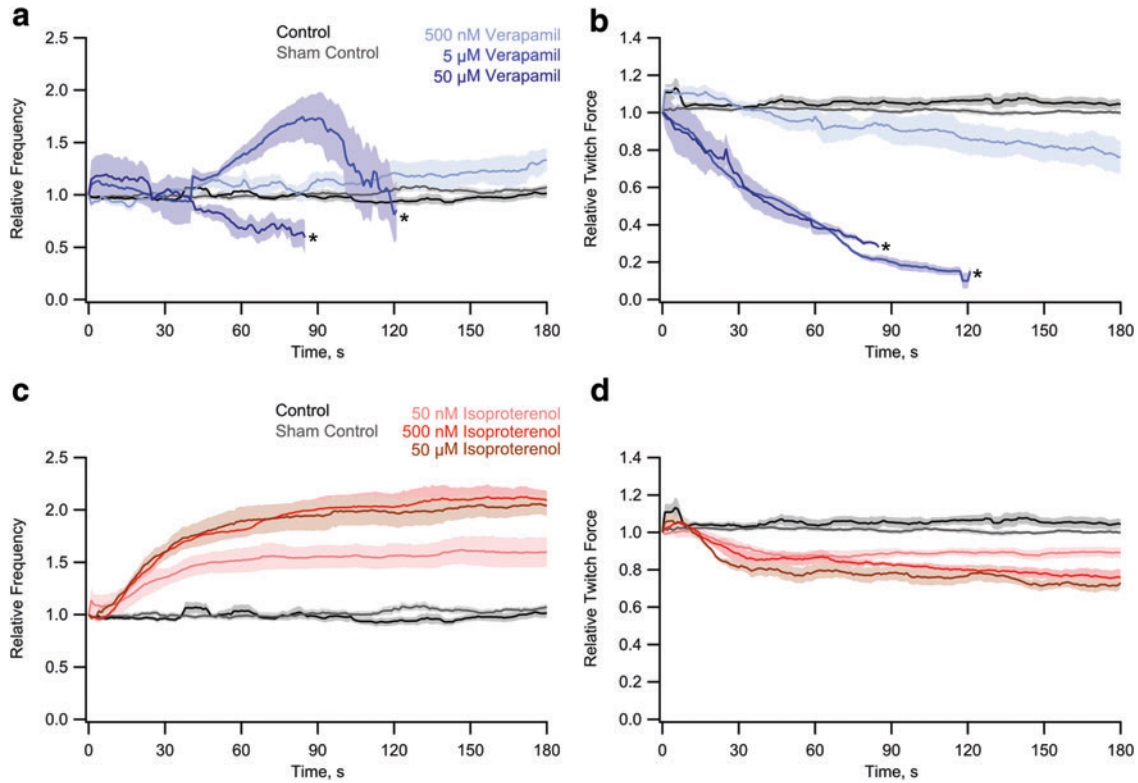 a
Control
Sham Control
500 nM Verapamil
5 µM Verapamil
50 µM Verapamil
Relative Frequency
2.5
2.0
1.5
1.0
0.5
0.0
*
*
0 30 60 90 120 150 180
Time, s
b
Relative Twitch Force
1.4
1.2
1.0
0.8
0.6
0.4
0.2
0.0
*
*
0 30 60 90 120 150 180
Time, s
c
Control
Sham Control
50 nM Isoproterenol
500 nM Isoproterenol
50 µM Isoproterenol
Relative Frequency
2.5
2.0
1.5
1.0
0.5
0.0
0 30 60 90 120 150 180
Time, s
d
Relative Twitch Force
1.4
1.2
1.0
0.8
0.6
0.4
0.2
0.0
0 30 60 90 120 150 180
Time, s